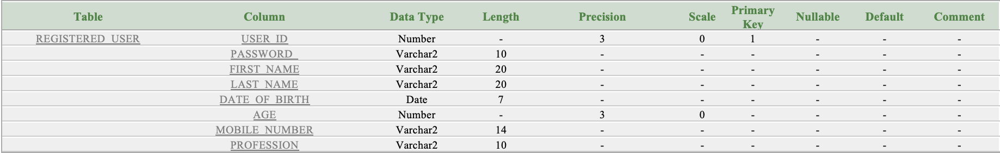 Table Column Data Type Length Precision Scale Primary Key Nullable Default Comment
REGISTERED_USER USER_ID Number - 3 0 1 - - -
PASSWORD_ Varchar2 10 - - - - - -
FIRST_NAME Varchar2 20 - - - - - -
LAST_NAME Varchar2 20 - - - - - -
DATE_OF_BIRTH Date 7 - - - - - -
AGE Number - 3 0 - - - -
MOBILE_NUMBER Varchar2 14 - - - - - -
PROFESSION Varchar2 10 - - - - - -